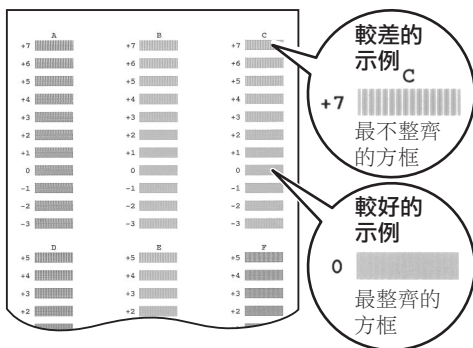 A B C
+7 +7 +7
+6 +6 +6
+5 +5 +5
+4 +4 +4
+3 +3 +3
+2 +2 +2
+1 +1 +1
0 0 0
-1 -1 -1
-2 -2 -2
-3 -3 -3
D E F
+5 +5 +5
+4 +4 +4
+3 +3 +3
+2 +2 +2
較差的
示例
C
+7
最不整齊
的方框
較好的
示例
0
最整齊的
方框